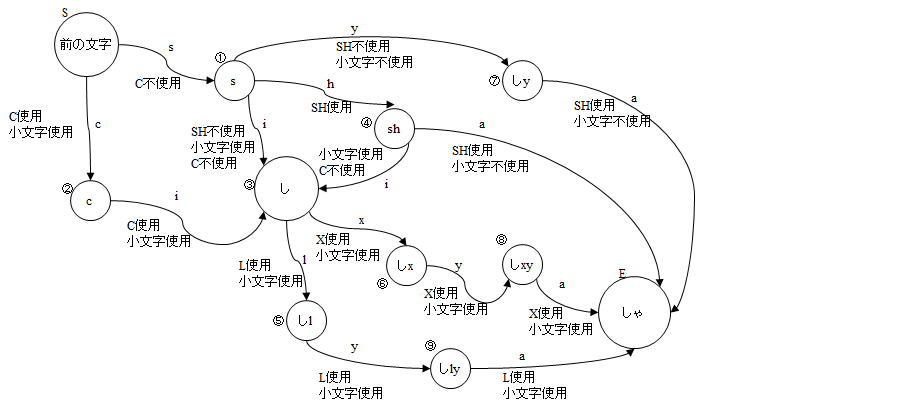 S
前の文字
s
C不使用
①
s
y
SH不使用
小文字不使用
⑦
しy
a
SH使用
小文字不使用
h
SH使用
④
sh
a
SH使用
小文字不使用
C使用
小文字使用
c
SH不使用
小文字使用
C不使用
i
小文字使用
C不使用
i
②
c
i
C使用
小文字使用
③
し
x
X使用
小文字使用
l
L使用
小文字使用
⑥
しx
y
X使用
小文字使用
⑧
しxy
a
X使用
小文字使用
E
しゃ
⑤
しl
y
L使用
小文字使用
⑨
しly
a
L使用
小文字使用